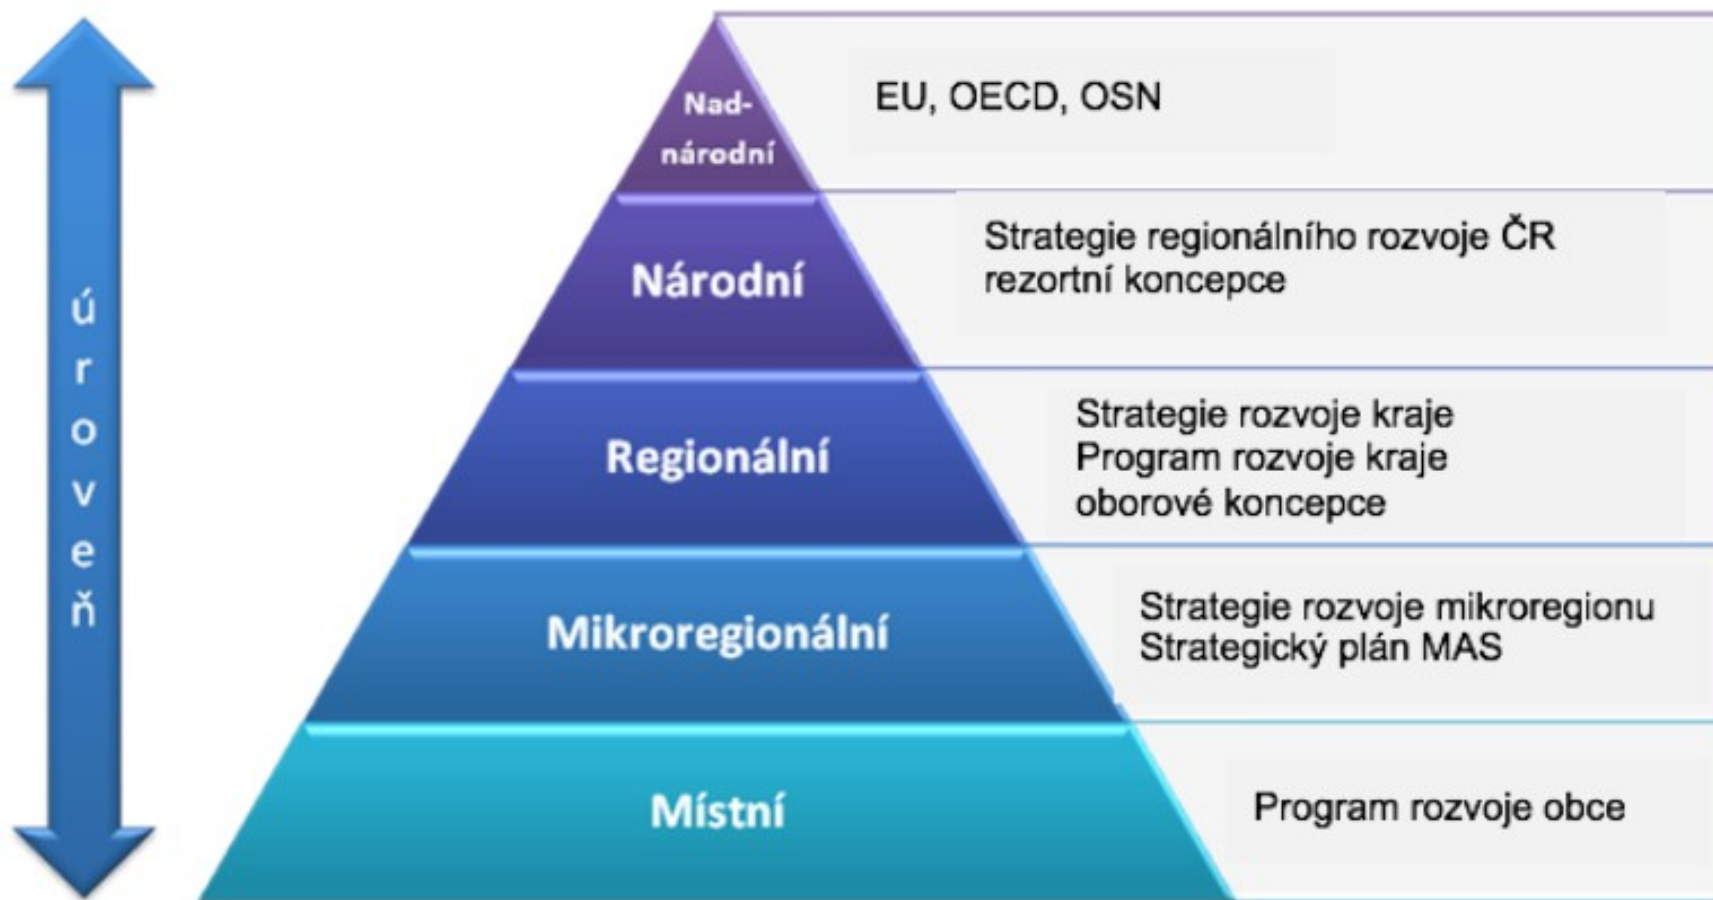 úroveň
Nad-
národní
EU, OECD, OSN
Národní
Strategie regionálního rozvoje ČR
rezortní koncepce
Regionální
Strategie rozvoje kraje
Program rozvoje kraje
oborové koncepce
Mikroregionální
Strategie rozvoje mikroregionu
Strategický plán MAS
Místní
Program rozvoje obce